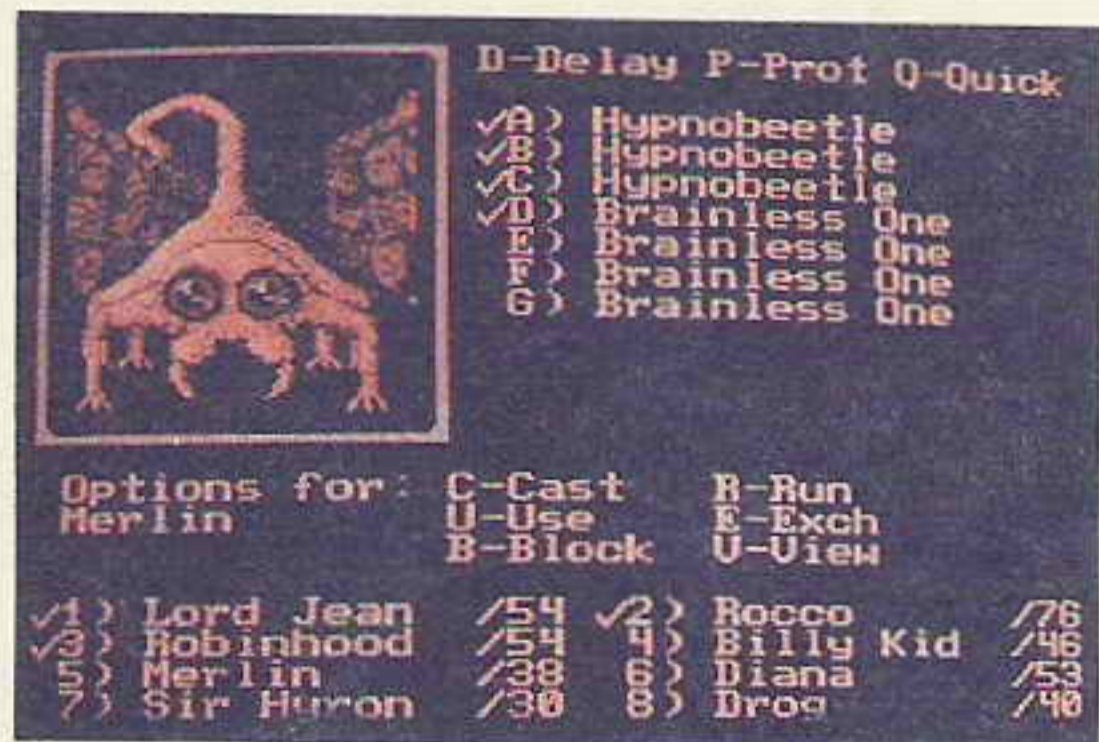 D-Delay P-Prot Q-Quick
✓A) Hypnobeetle
✓B) Hypnobeetle
✓C) Hypnobeetle
✓D) Brainless One
E) Brainless One
F) Brainless One
G) Brainless One
Options for: C-Cast R-Run
Merlin U-Use E-Exch
B-Block V-View
✓1) Lord Jean /54 ✓2) Rocco /76
✓3) Robinhood /54 4) Billy Kid /46
5) Merlin /38 6) Diana /53
7) Sir Hyron /30 8) Drog /40